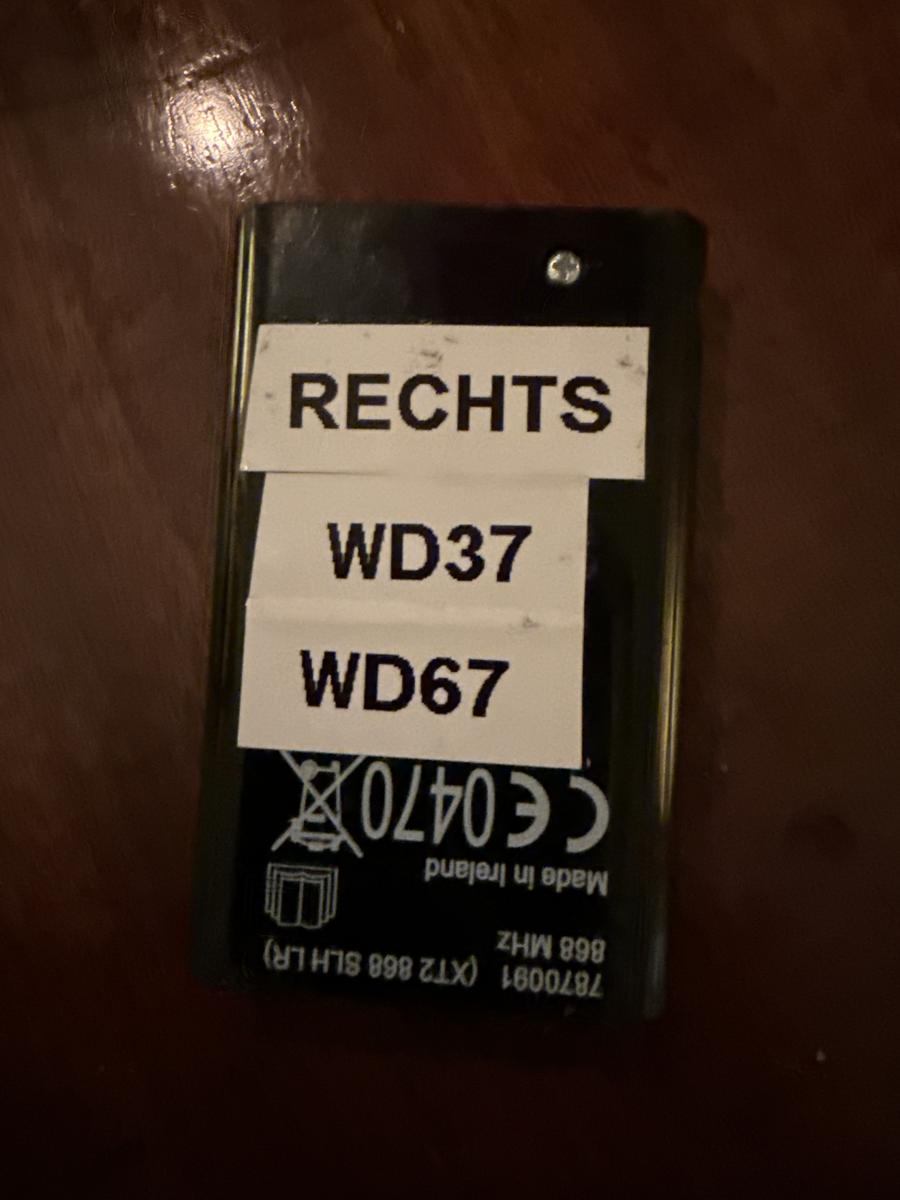 RECHTS
WD37
WD67
7870091 (XT2 868 SLH LR)
868 MHz
Made in Ireland
CE0470